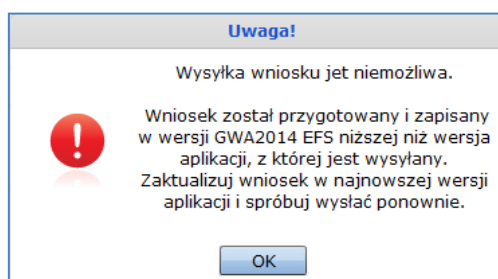 Uwaga!
Wysyłka wniosku jet niemożliwa.
Wniosek został przygotowany i zapisany
w wersji GWA2014 EFS niższej niż wersja
aplikacji, z której jest wysyłany.
Zaktualizuj wniosek w najnowszej wersji
aplikacji i spróbuj wysłać ponownie.
OK